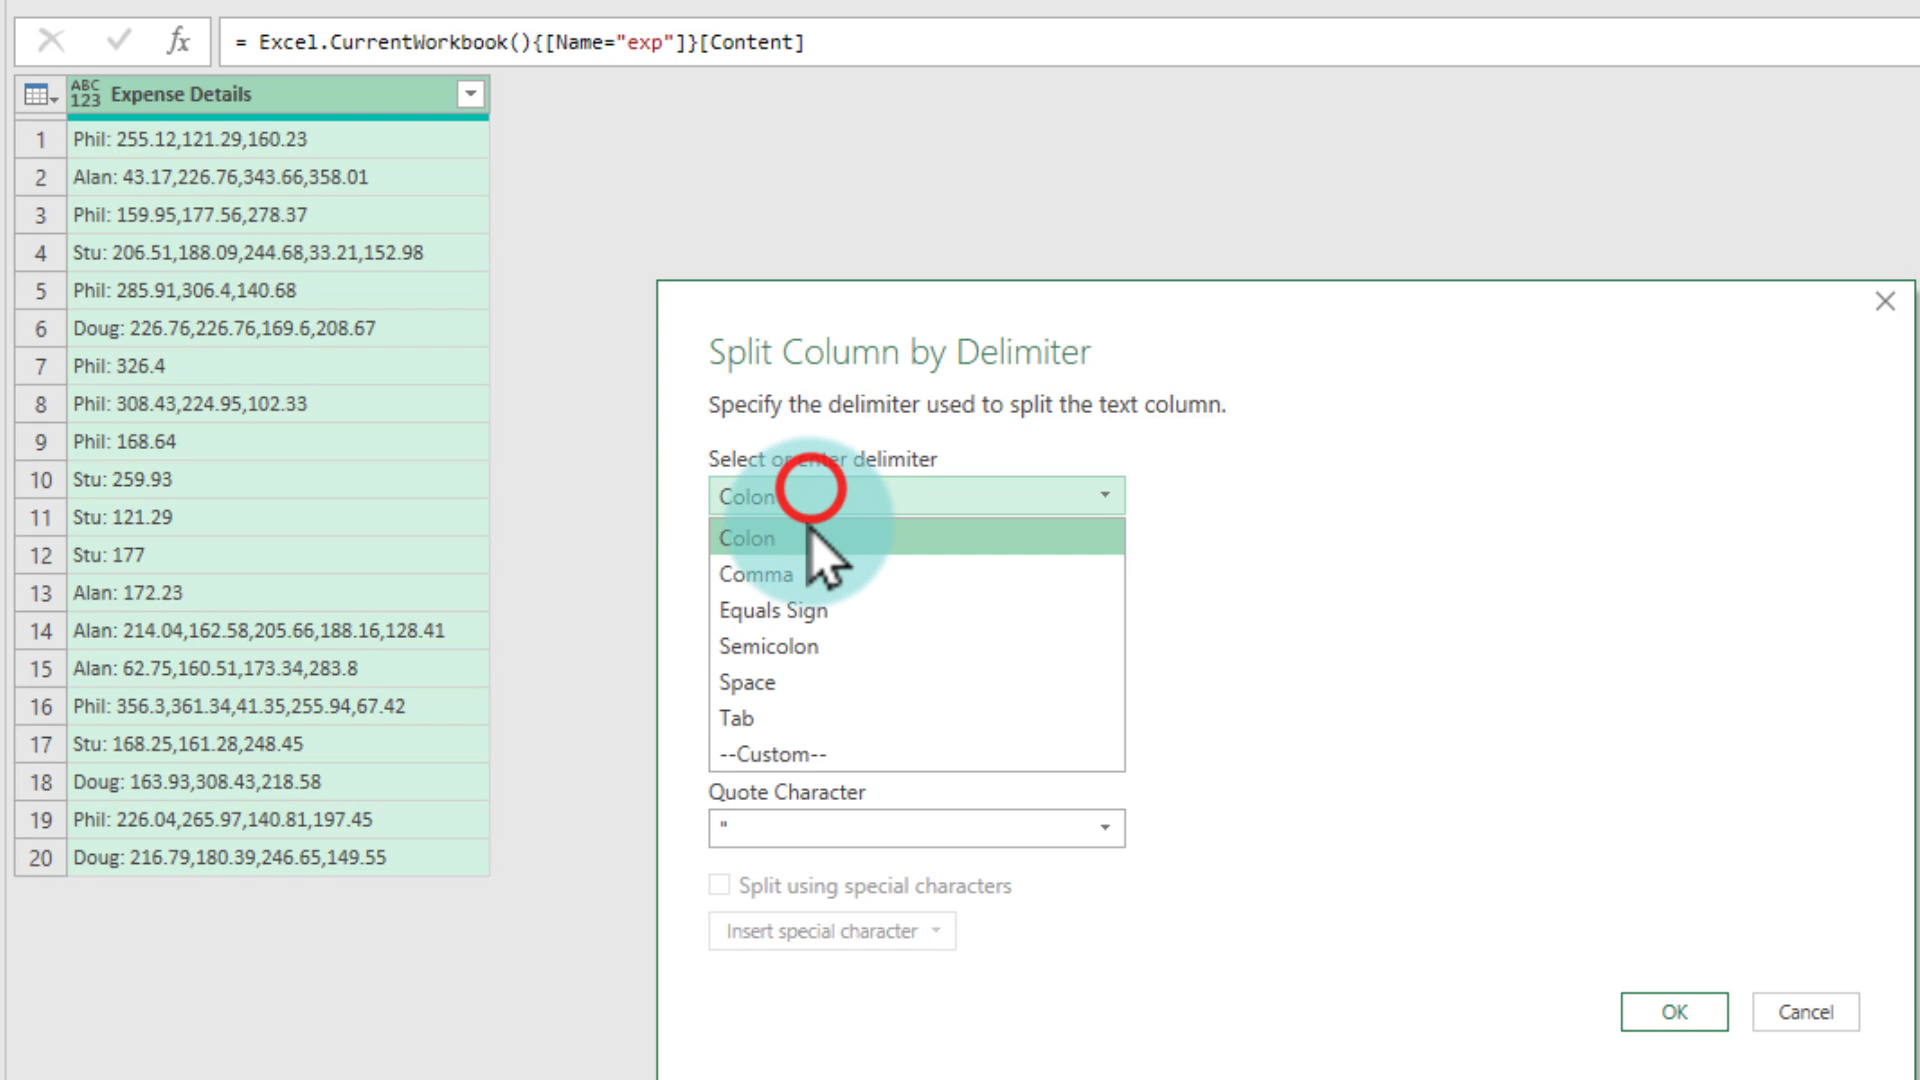 fx
= Excel.CurrentWorkbook(){[Name="exp"]}[Content]
ABC
123
Expense Details
1 Phil: 255.12,121.29,160.23
2 Alan: 43.17,226.76,343.66,358.01
3 Phil: 159.95,177.56,278.37
4 Stu: 206.51,188.09,244.68,33.21,152.98
5 Phil: 285.91,306.4,140.68
6 Doug: 226.76,226.76,169.6,208.67
7 Phil: 326.4
8 Phil: 308.43,224.95,102.33
9 Phil: 168.64
10 Stu: 259.93
11 Stu: 121.29
12 Stu: 177
13 Alan: 172.23
14 Alan: 214.04,162.58,205.66,188.16,128.41
15 Alan: 62.75,160.51,173.34,283.8
16 Phil: 356.3,361.34,41.35,255.94,67.42
17 Stu: 168.25,161.28,248.45
18 Doug: 163.93,308.43,218.58
19 Phil: 226.04,265.97,140.81,197.45
20 Doug: 216.79,180.39,246.65,149.55
Split Column by Delimiter
Specify the delimiter used to split the text column.
Select or enter delimiter
Colon
Colon
Comma
Equals Sign
Semicolon
Space
Tab
--Custom--
Quote Character
"
Split using special characters
Insert special character
OK
Cancel